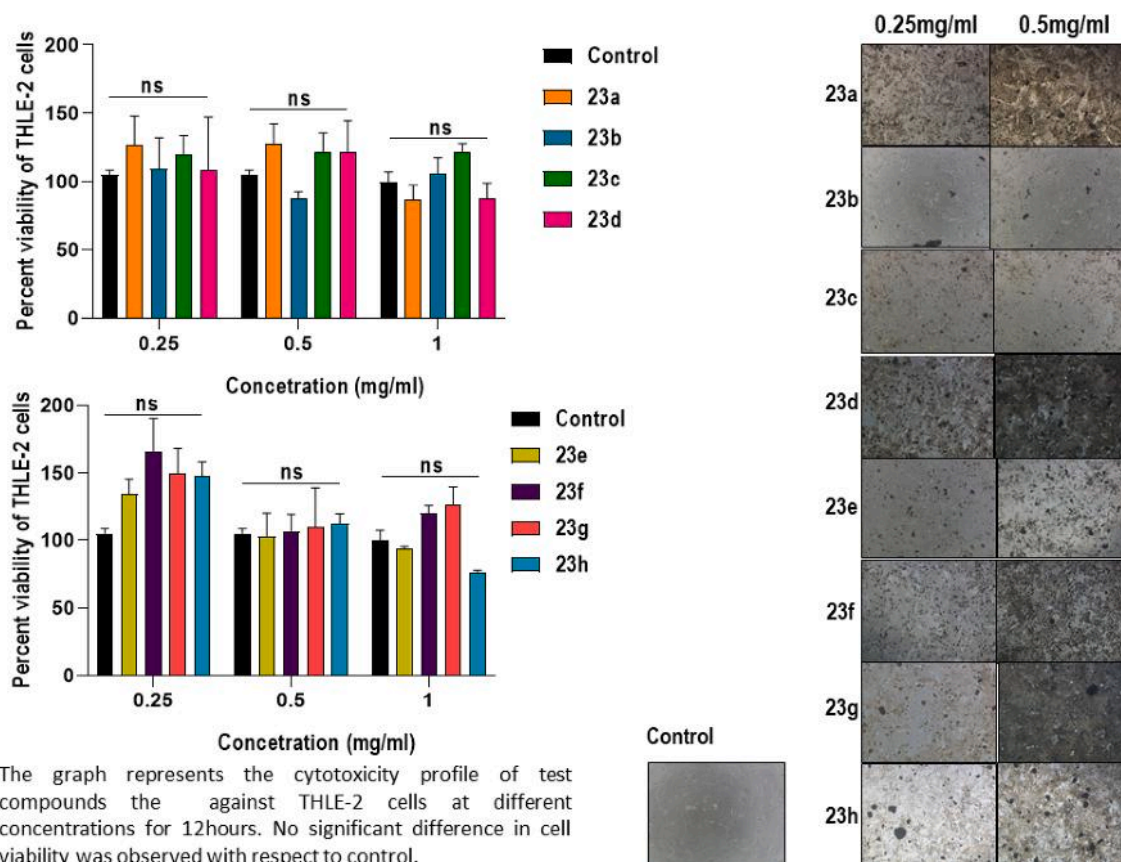 Percent viability of THLE-2 cells
200
150
100
50
0
ns
ns
ns
0.25
0.5
1
Concetration (mg/ml)
Control
23a
23b
23c
23d
Percent viability of THLE-2 cells
200
150
100
50
0
ns
ns
ns
0.25
0.5
1
Concetration (mg/ml)
Control
23e
23f
23g
23h
The graph represents the cytotoxicity profile of test
compounds the against THLE-2 cells at different
concentrations for 12hours. No significant difference in cell
viability was observed with respect to control.
Control
0.25mg/ml 0.5mg/ml
23a
23b
23c
23d
23e
23f
23g
23h